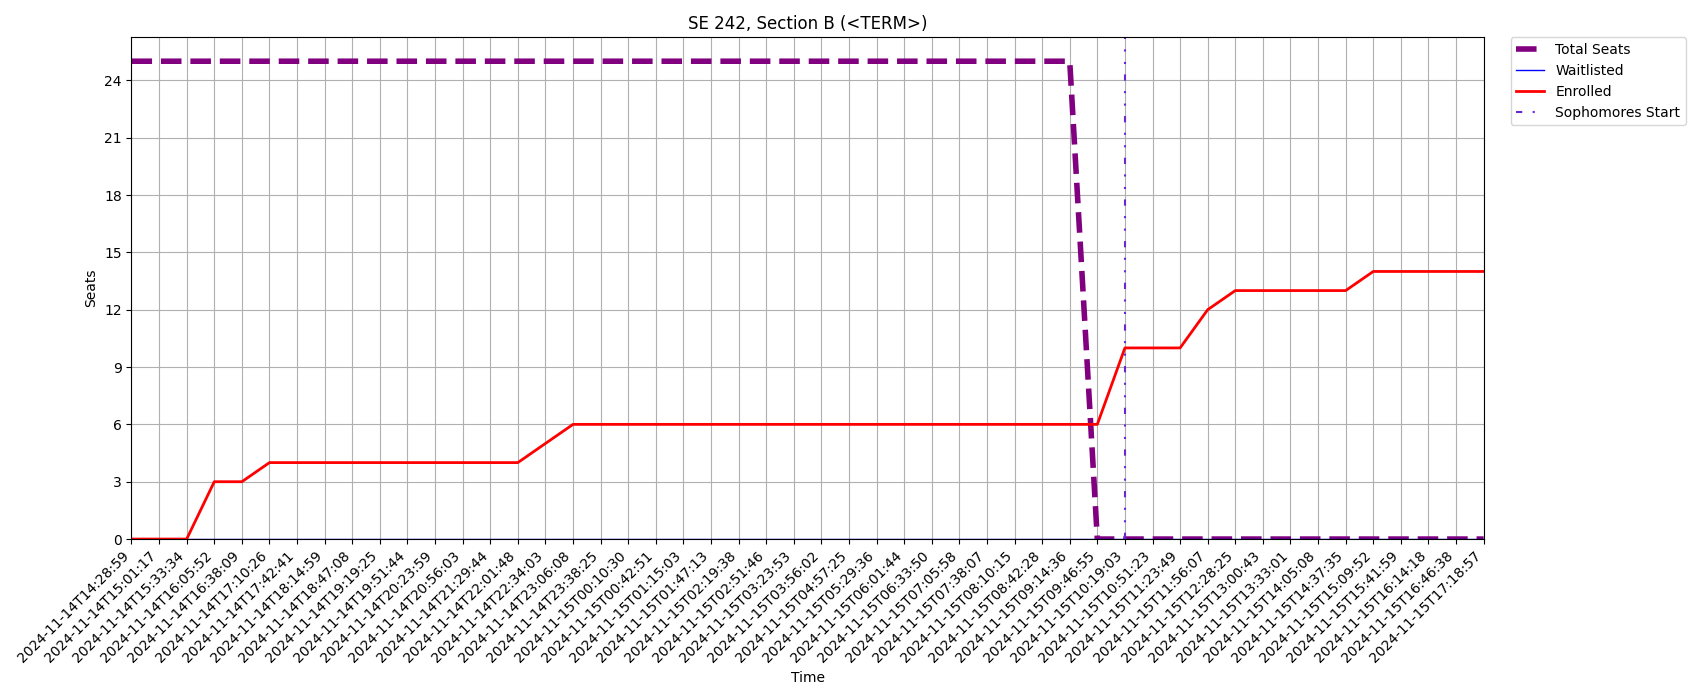 SE 242, Section B (<TERM>)
Total Seats
Waitlisted
Enrolled
Sophomores Start
Seats
24
21
18
15
12
9
6
3
0
2024-11-14T14:28:59
2024-11-14T15:01:17
2024-11-14T15:33:34
2024-11-14T16:05:52
2024-11-14T16:38:09
2024-11-14T17:10:26
2024-11-14T17:42:41
2024-11-14T18:14:59
2024-11-14T18:47:08
2024-11-14T19:19:25
2024-11-14T19:51:44
2024-11-14T20:23:59
2024-11-14T20:56:03
2024-11-14T21:29:44
2024-11-14T22:01:48
2024-11-14T22:34:03
2024-11-14T23:06:08
2024-11-14T23:38:25
2024-11-15T00:10:30
2024-11-15T00:42:51
2024-11-15T01:15:03
2024-11-15T01:47:13
2024-11-15T02:19:38
2024-11-15T02:51:46
2024-11-15T03:23:53
2024-11-15T03:56:02
2024-11-15T04:57:25
2024-11-15T05:29:36
2024-11-15T06:01:44
2024-11-15T06:33:50
2024-11-15T07:05:58
2024-11-15T07:38:07
2024-11-15T08:10:15
2024-11-15T08:42:28
2024-11-15T09:14:36
2024-11-15T09:46:55
2024-11-15T10:19:03
2024-11-15T10:51:23
2024-11-15T11:23:49
2024-11-15T11:56:07
2024-11-15T12:28:25
2024-11-15T13:00:43
2024-11-15T13:33:01
2024-11-15T14:05:08
2024-11-15T14:37:35
2024-11-15T15:09:52
2024-11-15T15:41:59
2024-11-15T16:14:18
2024-11-15T16:46:38
2024-11-15T17:18:57
Time